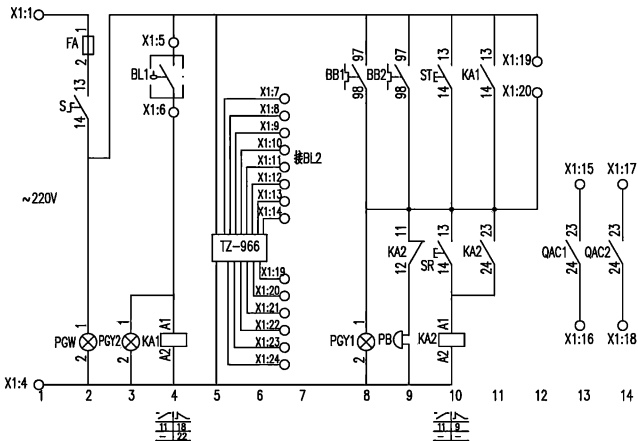 X1:1
FA
1
2
S
13
14
~220V
PGW
1
2
X1:4
X1:5
BL1
X1:6
PGY2
1
2
KA1
A1
A2
X1:7
X1:8
X1:9
X1:10
X1:11
X1:12
X1:13
X1:14
接BL2
TZ-966
X1:19
X1:20
X1:21
X1:22
X1:23
X1:24
BB1
97
98
BB2
97
98
ST
13
14
KA1
13
14
X1:19
X1:20
KA2
11
12
SR
13
14
KA2
23
24
PGY1
1
2
PB
KA2
A1
A2
X1:15
X1:17
QAC1
23
24
QAC2
23
24
X1:16
X1:18
1 2 3 4 5 6 7 8 9 10 11 12 13 14
11 18
– 22
11 9
– –